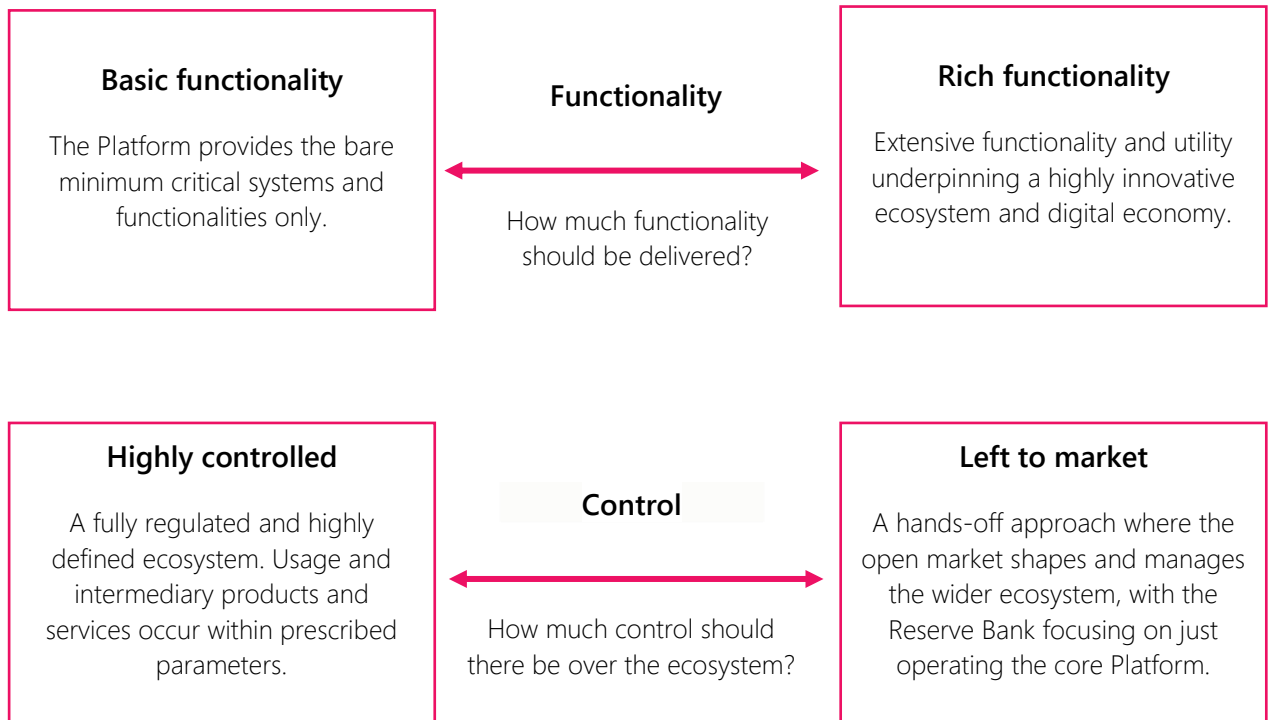 Basic functionality
The Platform provides the bare
minimum critical systems and
functionalities only.
Functionality
How much functionality
should be delivered?
Rich functionality
Extensive functionality and utility
underpinning a highly innovative
ecosystem and digital economy.
Highly controlled
A fully regulated and highly
defined ecosystem. Usage and
intermediary products and
services occur within prescribed
parameters.
Control
How much control should
there be over the ecosystem?
Left to market
A hands-off approach where the
open market shapes and manages
the wider ecosystem, with the
Reserve Bank focusing on just
operating the core Platform.